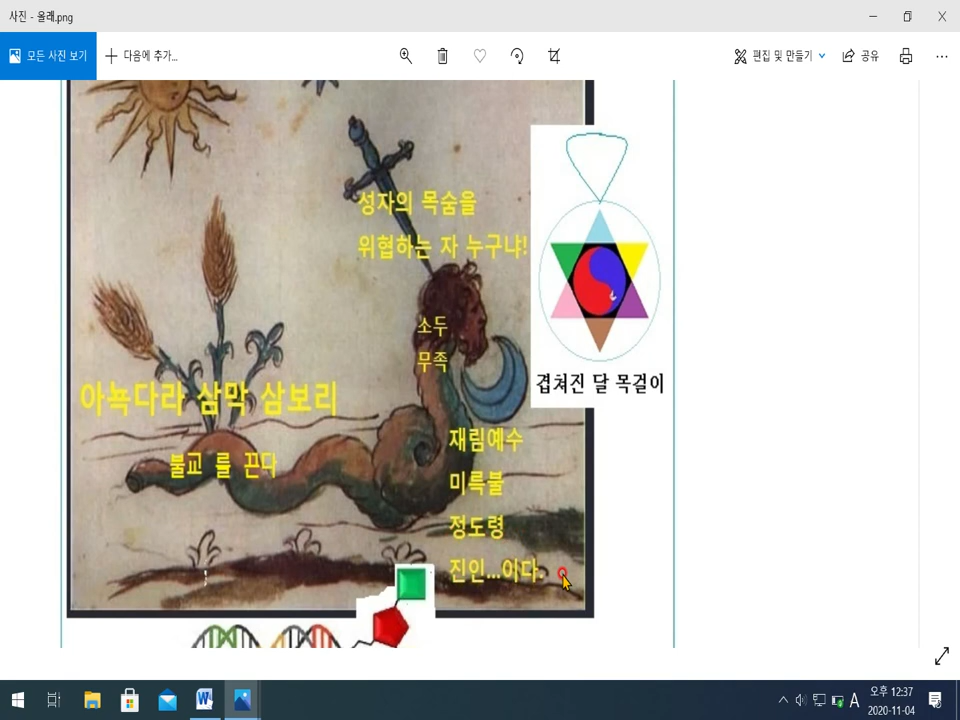 사진 - 올래.png
모든 사진 보기
다음에 추가...
편집 및 만들기
공유
성자의 목숨을
위협하는 자 누구냐!
소두
무족
겹쳐진 달 목걸이
아뇩다라 삼막 삼보리
재림예수
불교 를 끈다
미륵불
정도령
진인...이다.
A
오후 12:37
2020-11-04